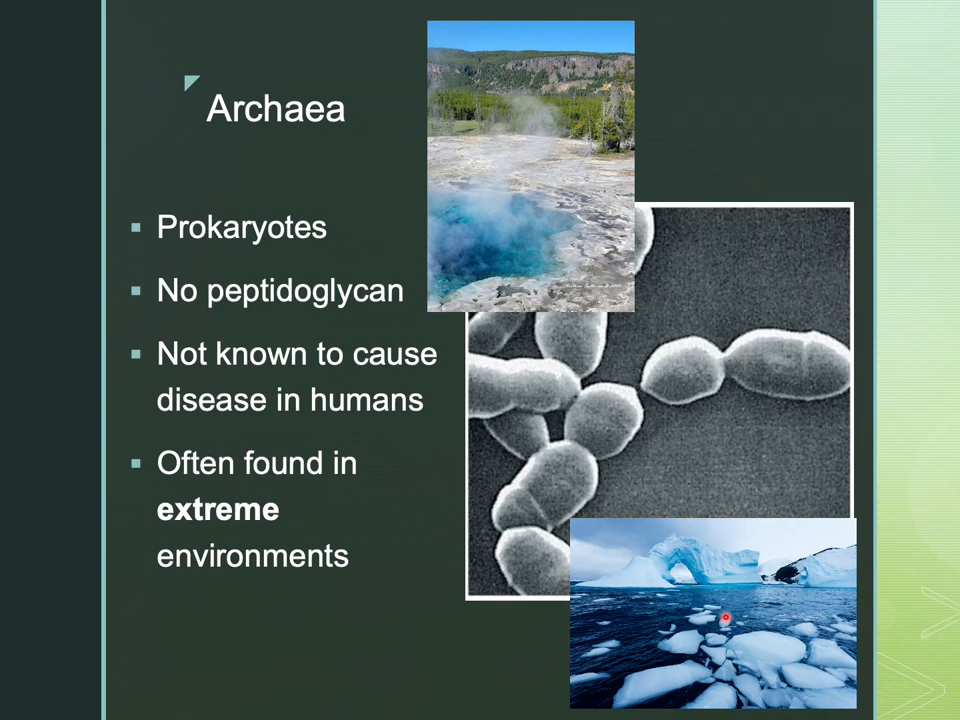 Archaea
Prokaryotes
No peptidoglycan
Not known to cause
disease in humans
Often found in
extreme
environments